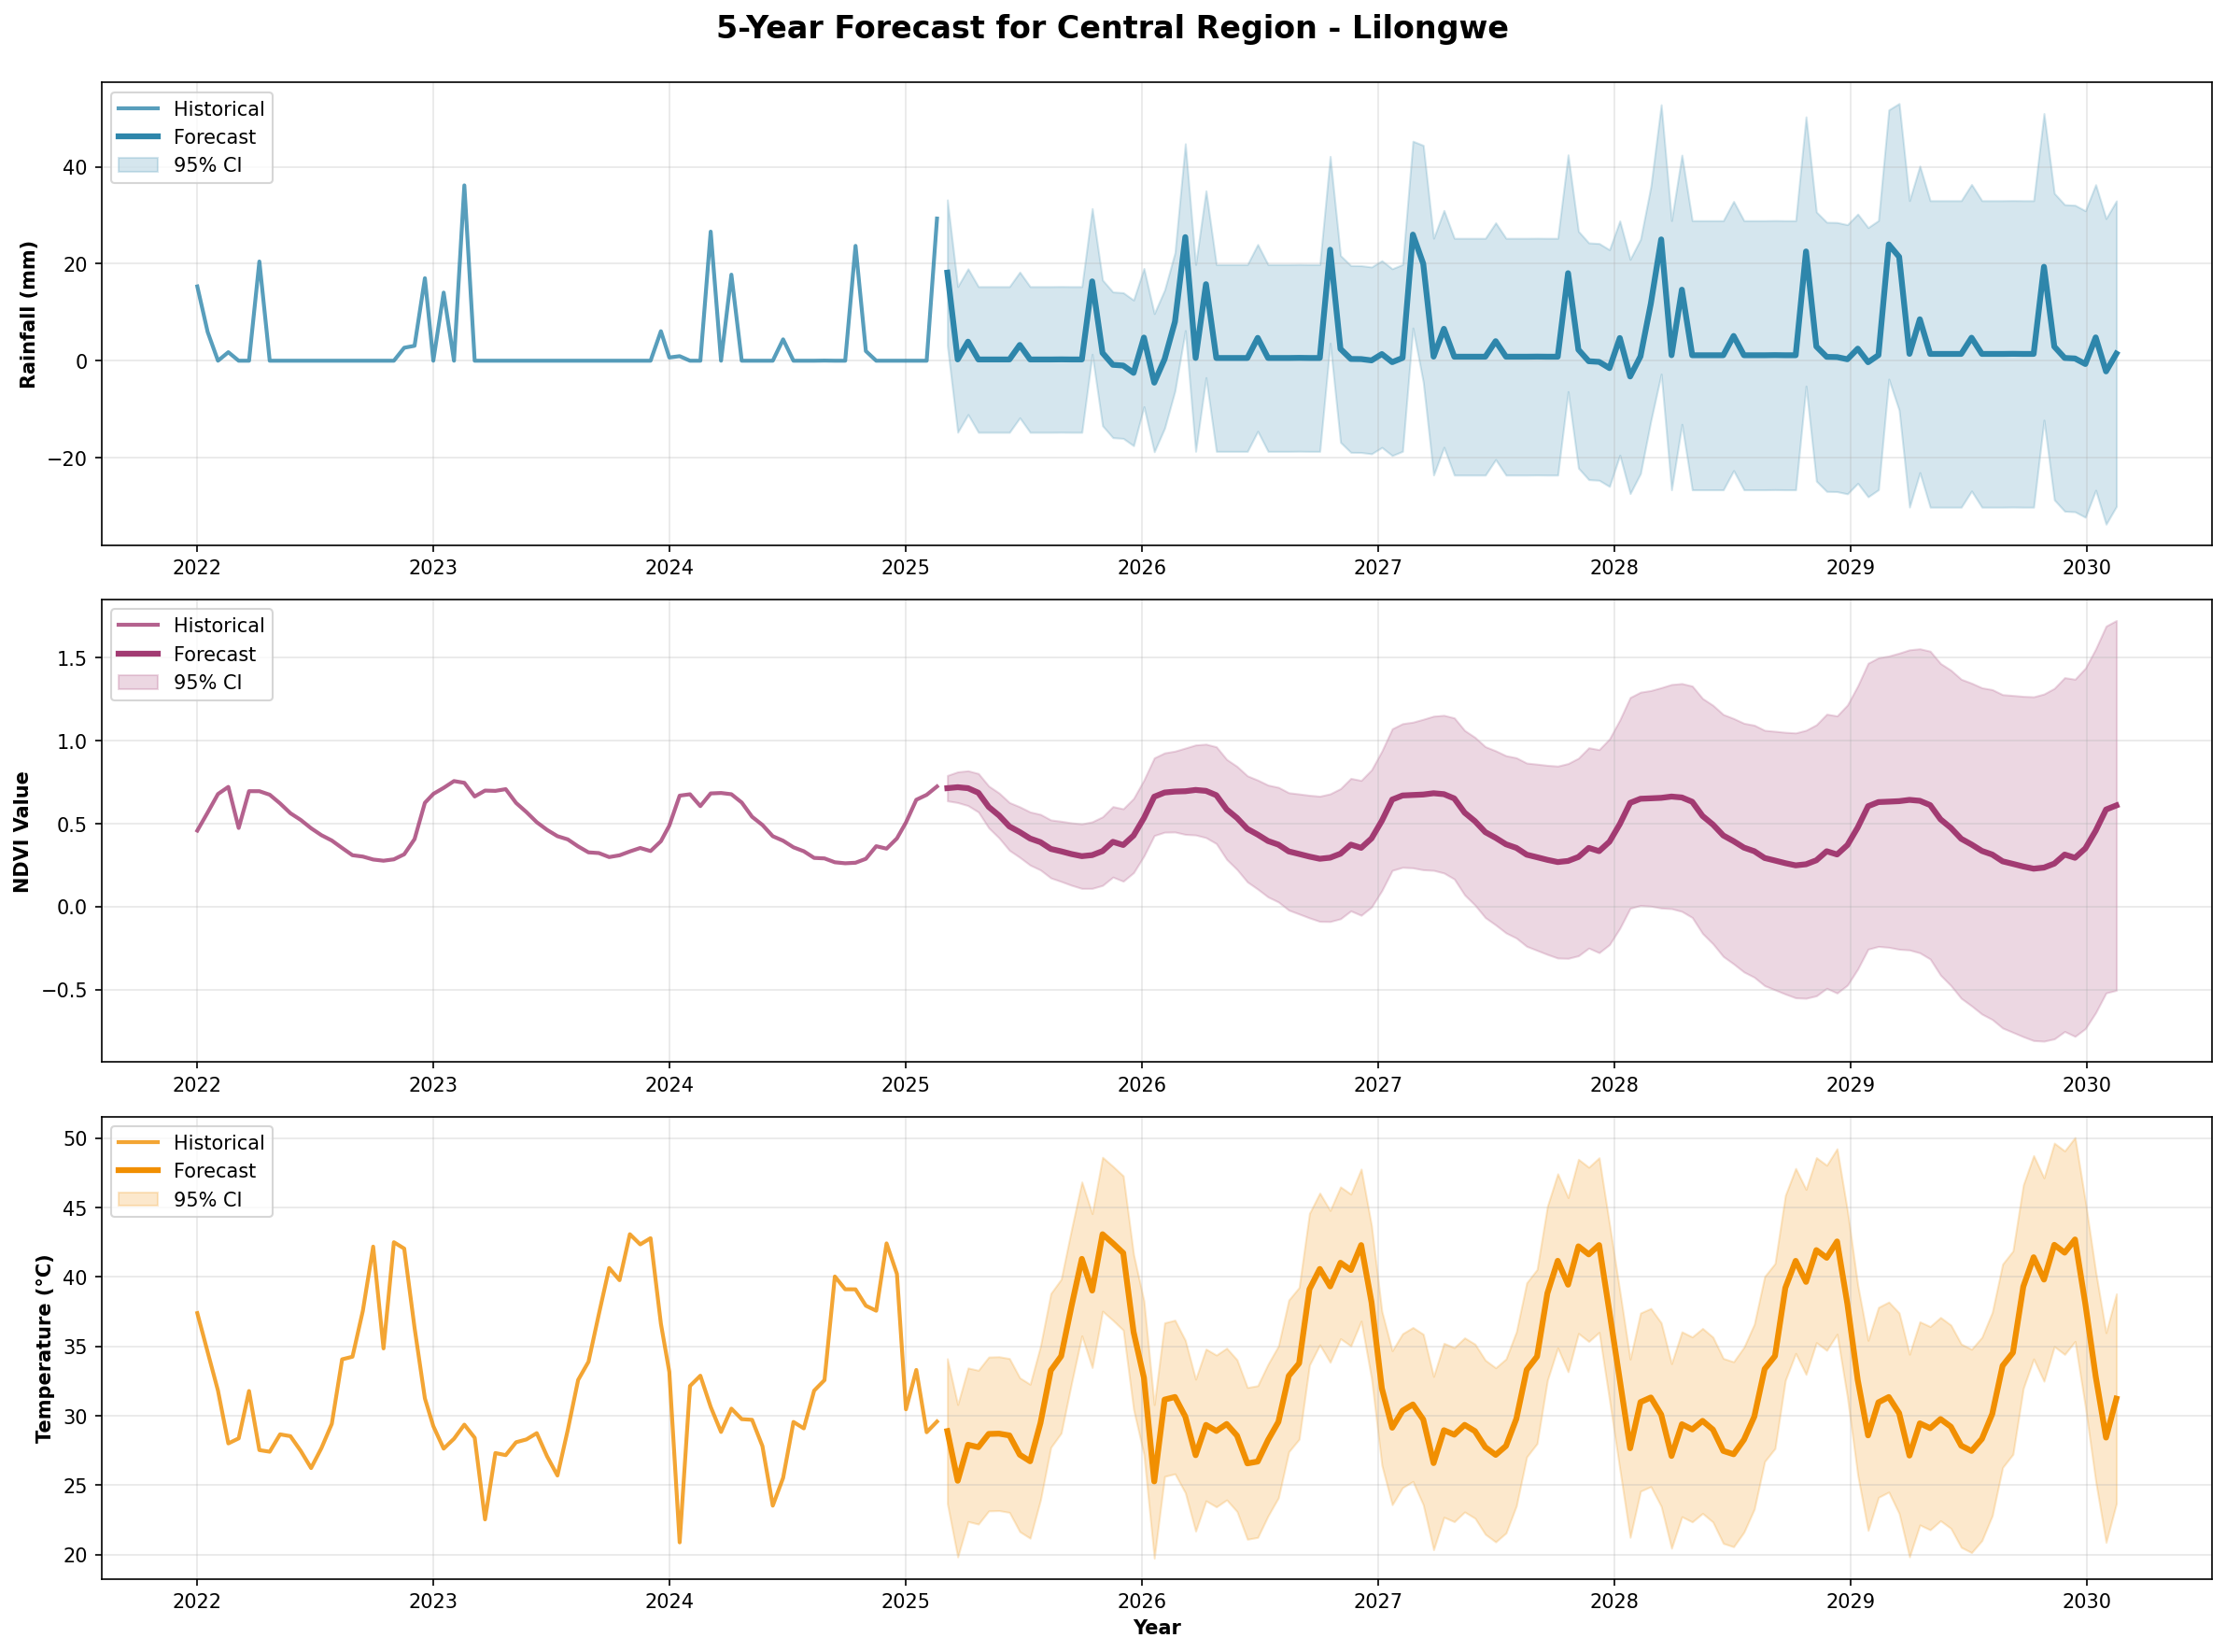 5-Year Forecast for Central Region - Lilongwe
Historical
Forecast
95% CI
Rainfall (mm)
40
20
0
−20
2022 2023 2024 2025 2026 2027 2028 2029 2030
Historical
Forecast
95% CI
NDVI Value
1.5
1.0
0.5
0.0
−0.5
2022 2023 2024 2025 2026 2027 2028 2029 2030
Historical
Forecast
95% CI
Temperature (°C)
50
45
40
35
30
25
20
2022 2023 2024 2025 2026 2027 2028 2029 2030
Year